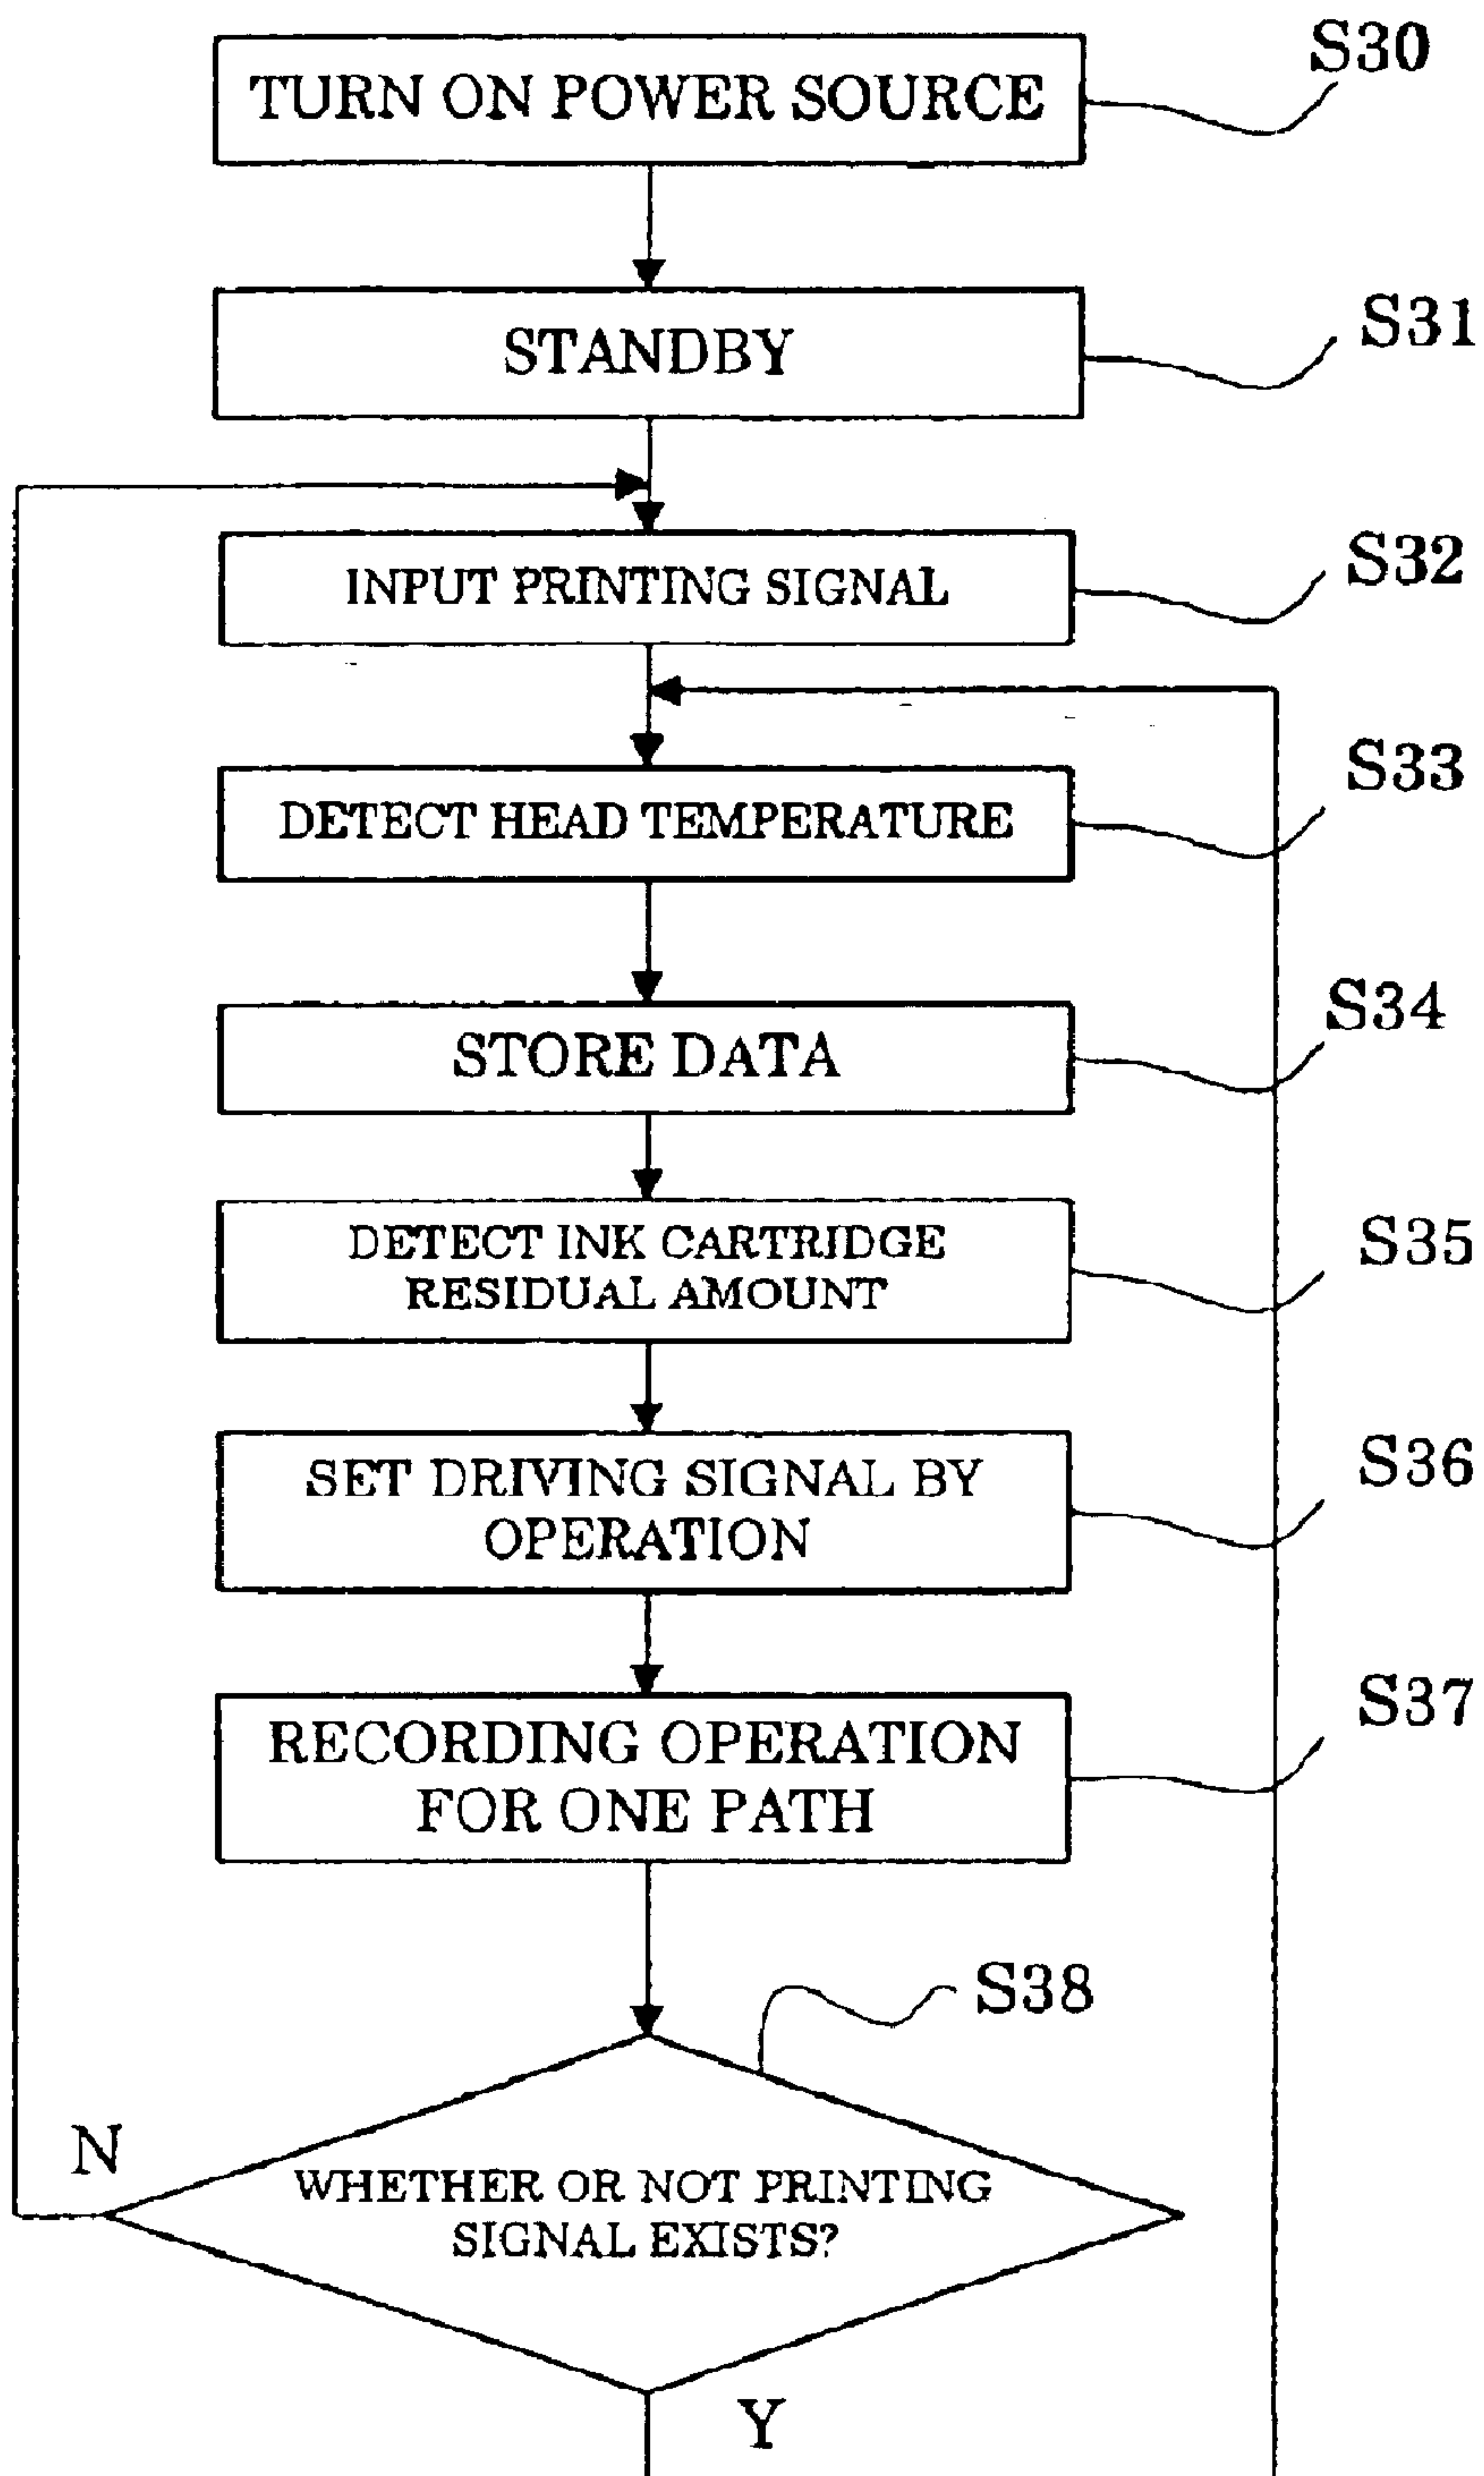 TURN ON POWER SOURCE
S30
STANDBY
S31
INPUT PRINTING SIGNAL
S32
DETECT HEAD TEMPERATURE
S33
STORE DATA
S34
DETECT INK CARTRIDGE
RESIDUAL AMOUNT
S35
SET DRIVING SIGNAL BY
OPERATION
S36
RECORDING OPERATION
FOR ONE PATH
S37
S38
N
WHETHER OR NOT PRINTING
SIGNAL EXISTS?
Y